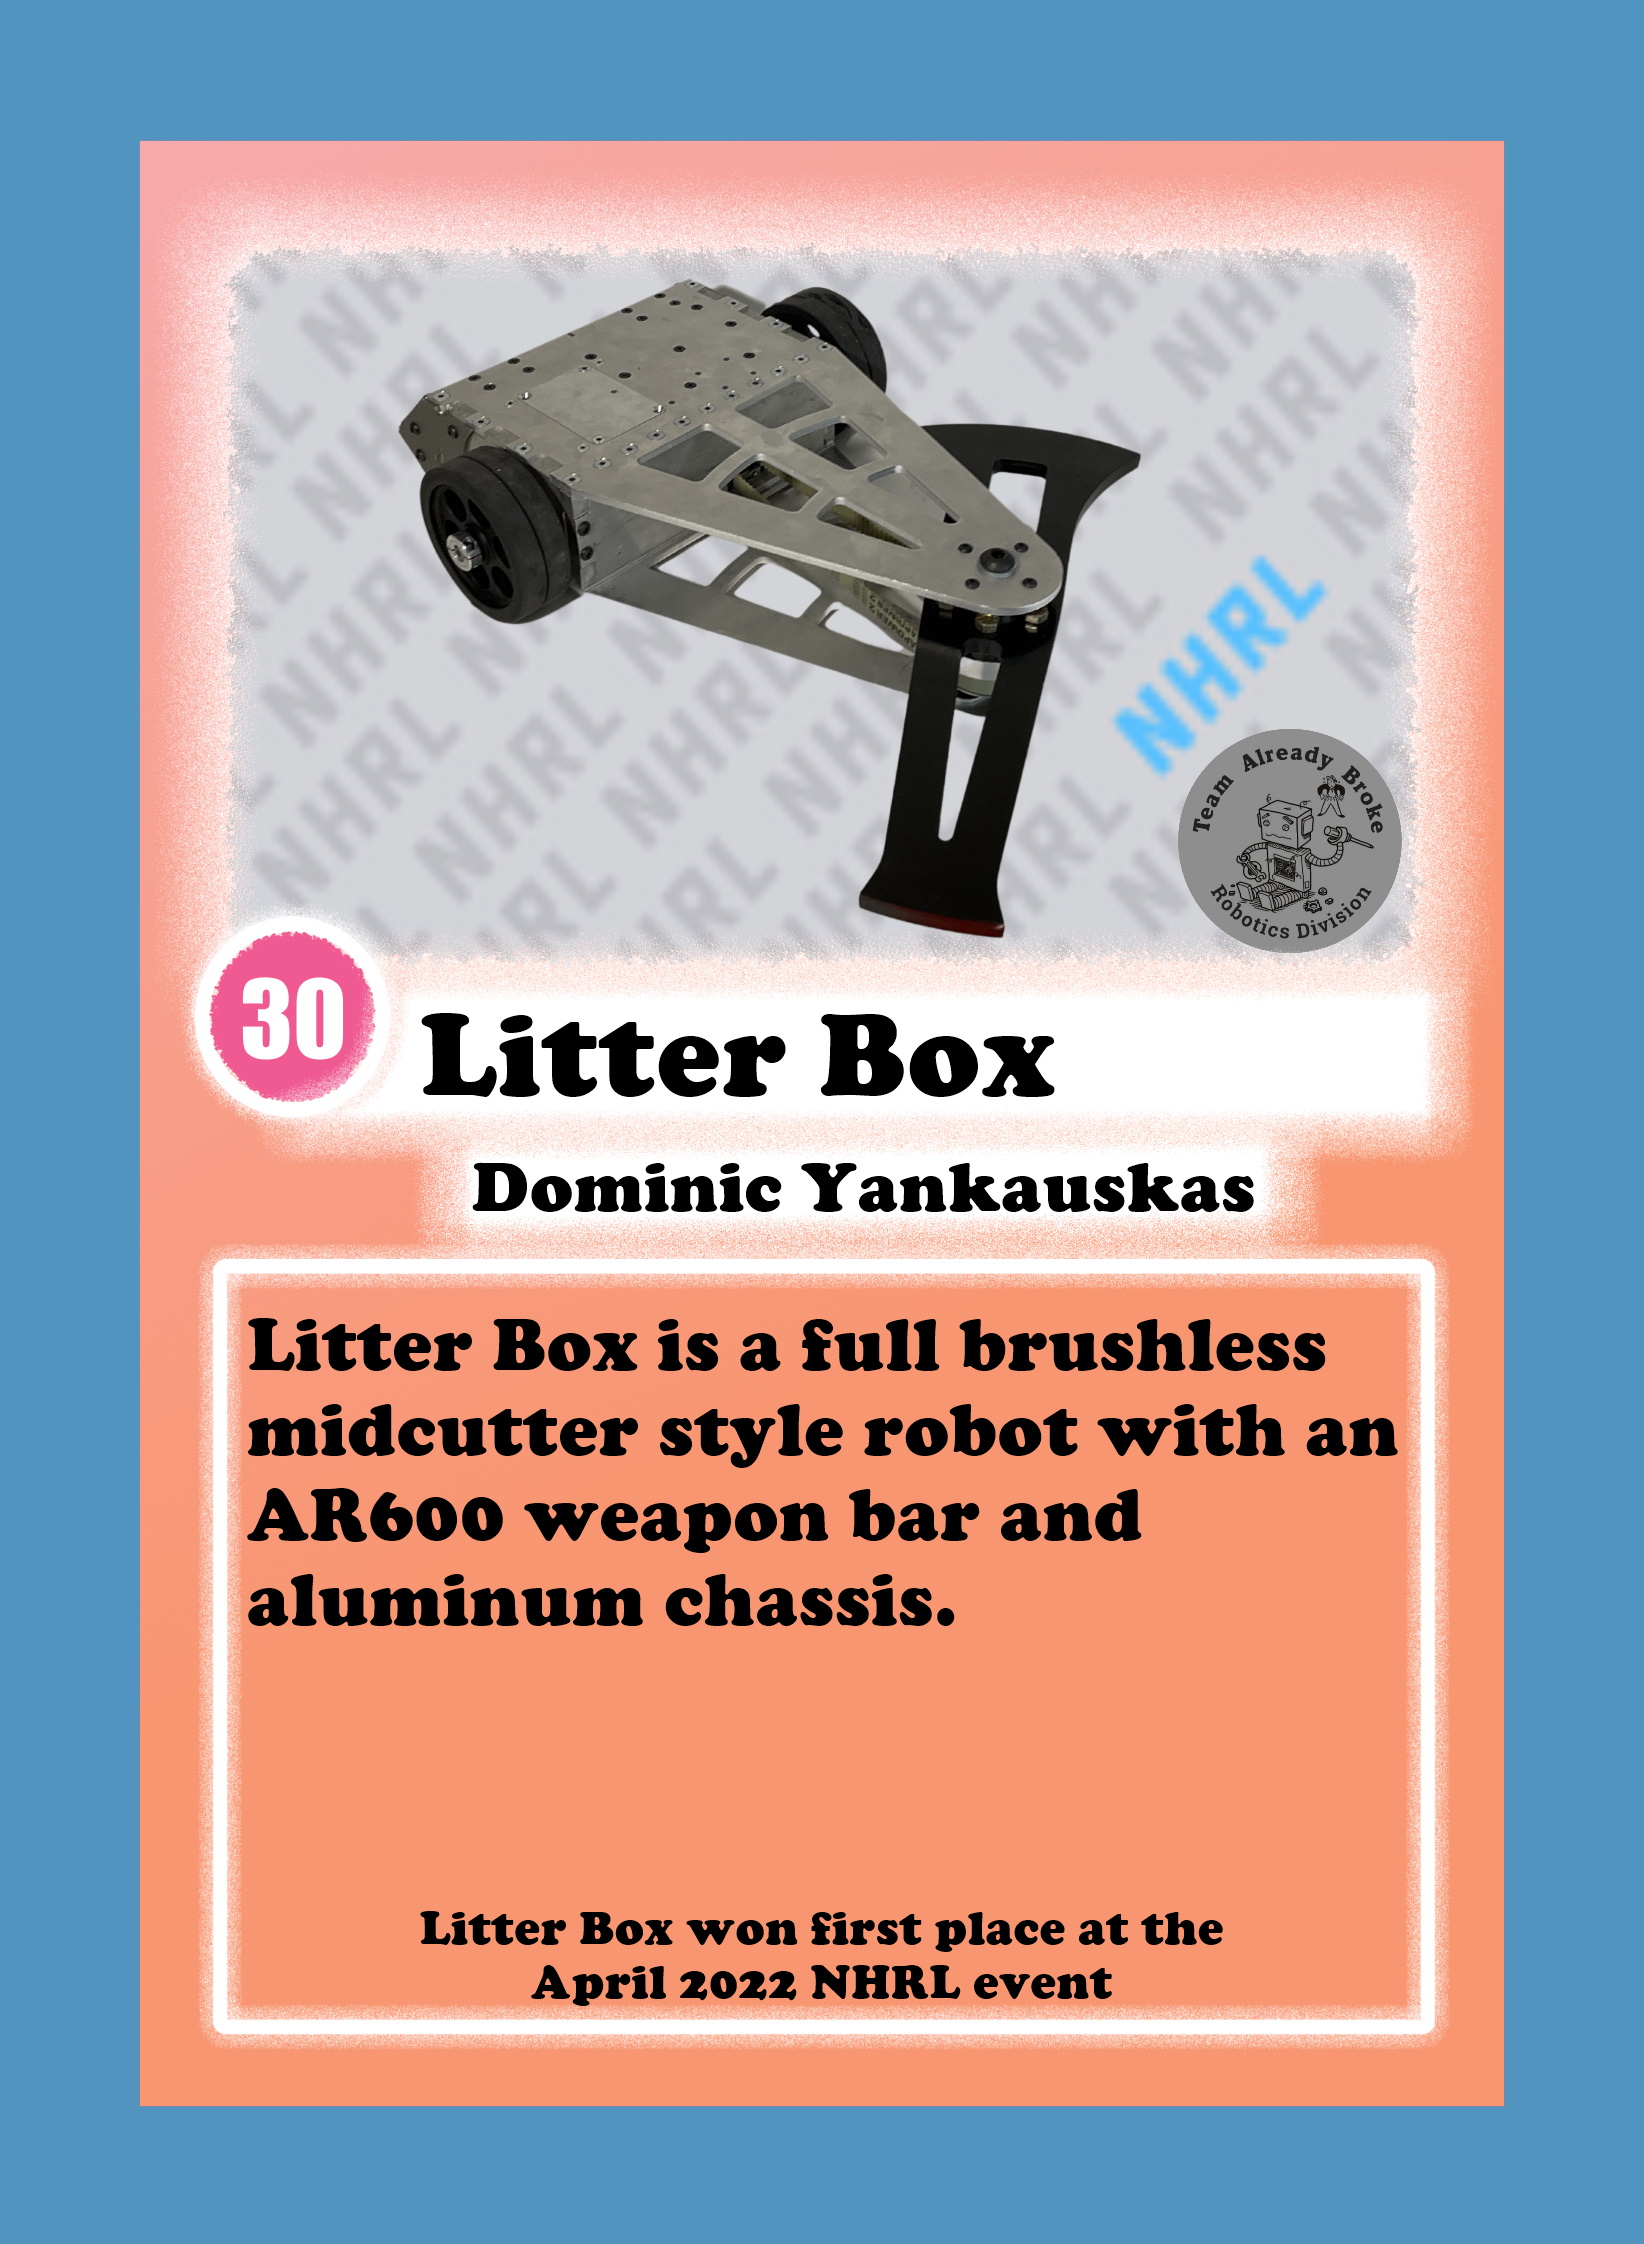 NHRL
Team Already Broke
Robotics Division
30
Litter Box
Dominic Yankauskas
Litter Box is a full brushless
midcutter style robot with an
AR600 weapon bar and
aluminum chassis.
Litter Box won first place at the
April 2022 NHRL event